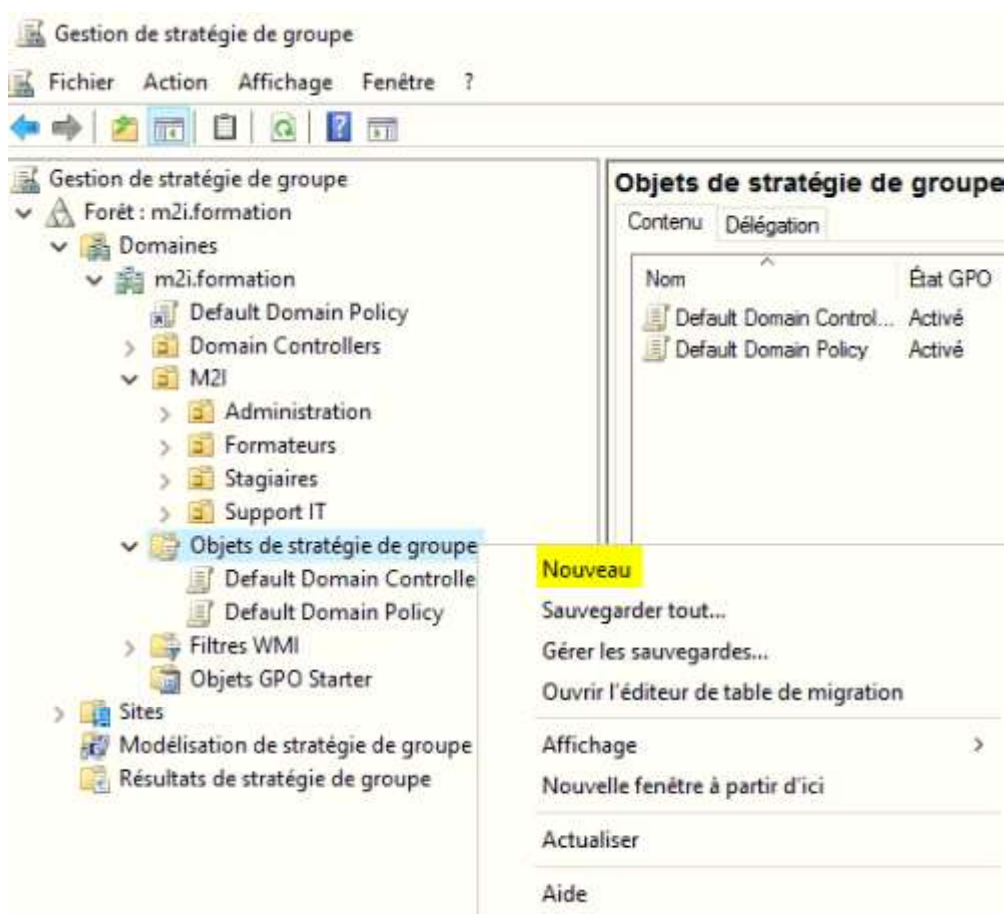 Gestion de stratégie de groupe
Fichier Action Affichage Fenêtre ?
Gestion de stratégie de groupe
Forêt : m2i.formation
Domaines
m2i.formation
Default Domain Policy
Domain Controllers
M2I
Administration
Formateurs
Stagiaires
Support IT
Objets de stratégie de groupe
Default Domain Controlle
Default Domain Policy
Filtres WMI
Objets GPO Starter
Sites
Modélisation de stratégie de groupe
Résultats de stratégie de groupe
Objets de stratégie de groupe
Contenu Délégation
Nom État GPO
Default Domain Control... Activé
Default Domain Policy Activé
Nouveau
Sauvegarder tout...
Gérer les sauvegardes...
Ouvrir l'éditeur de table de migration
Affichage
Nouvelle fenêtre à partir d'ici
Actualiser
Aide